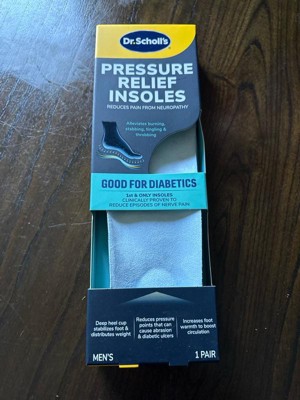 Dr. Scholl's
PRESSURE
RELIEF
INSOLES
REDUCES PAIN FROM NEUROPATHY
Alleviates burning,
stabbing, tingling &
throbbing
GOOD FOR DIABETICS
1st & ONLY INSOLES
CLINICALLY PROVEN TO
REDUCE EPISODES OF NERVE PAIN
Deep heel cup
stabilizes foot &
distributes weight
Reduces pressure
points that can
cause abrasion
& diabetic ulcers
Increases foot
warmth to boost
circulation
MEN'S
1 PAIR